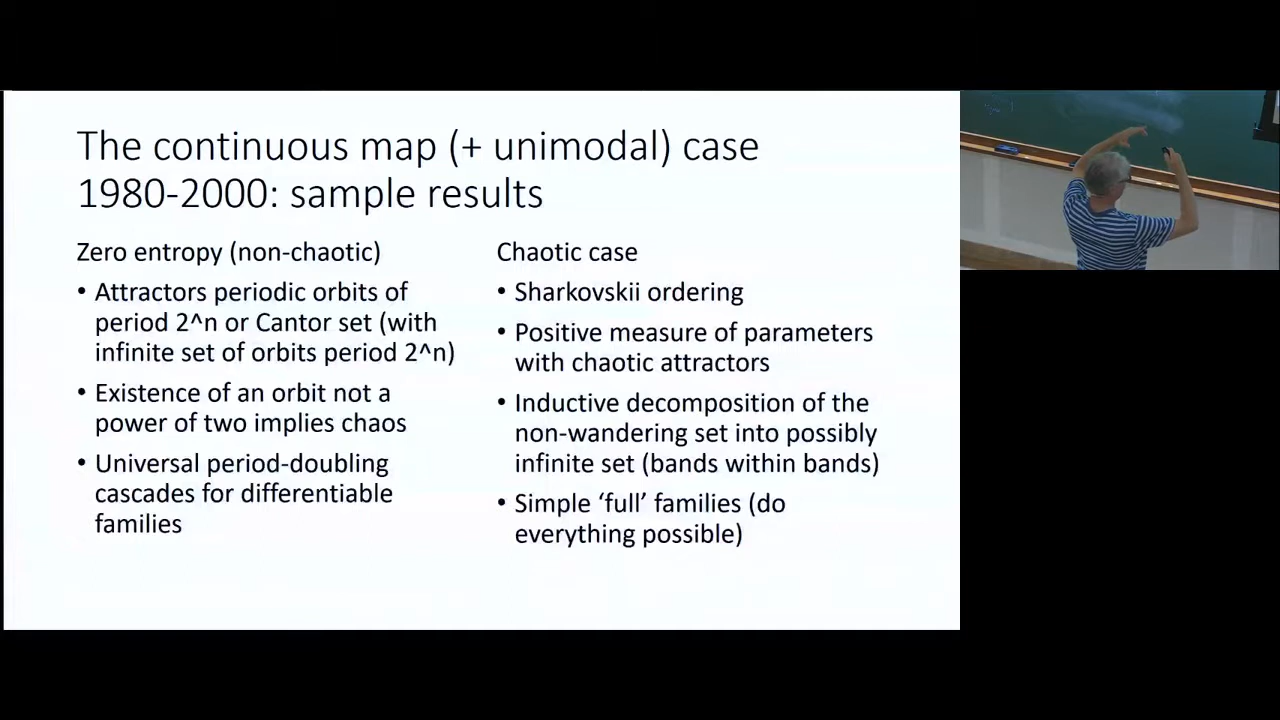 The continuous map (+ unimodal) case
1980-2000: sample results
Zero entropy (non-chaotic)
• Attractors periodic orbits of
period 2^n or Cantor set (with
infinite set of orbits period 2^n)
• Existence of an orbit not a
power of two implies chaos
• Universal period-doubling
cascades for differentiable
families
Chaotic case
• Sharkovskii ordering
• Positive measure of parameters
with chaotic attractors
• Inductive decomposition of the
non-wandering set into possibly
infinite set (bands within bands)
• Simple ‘full’ families (do
everything possible)